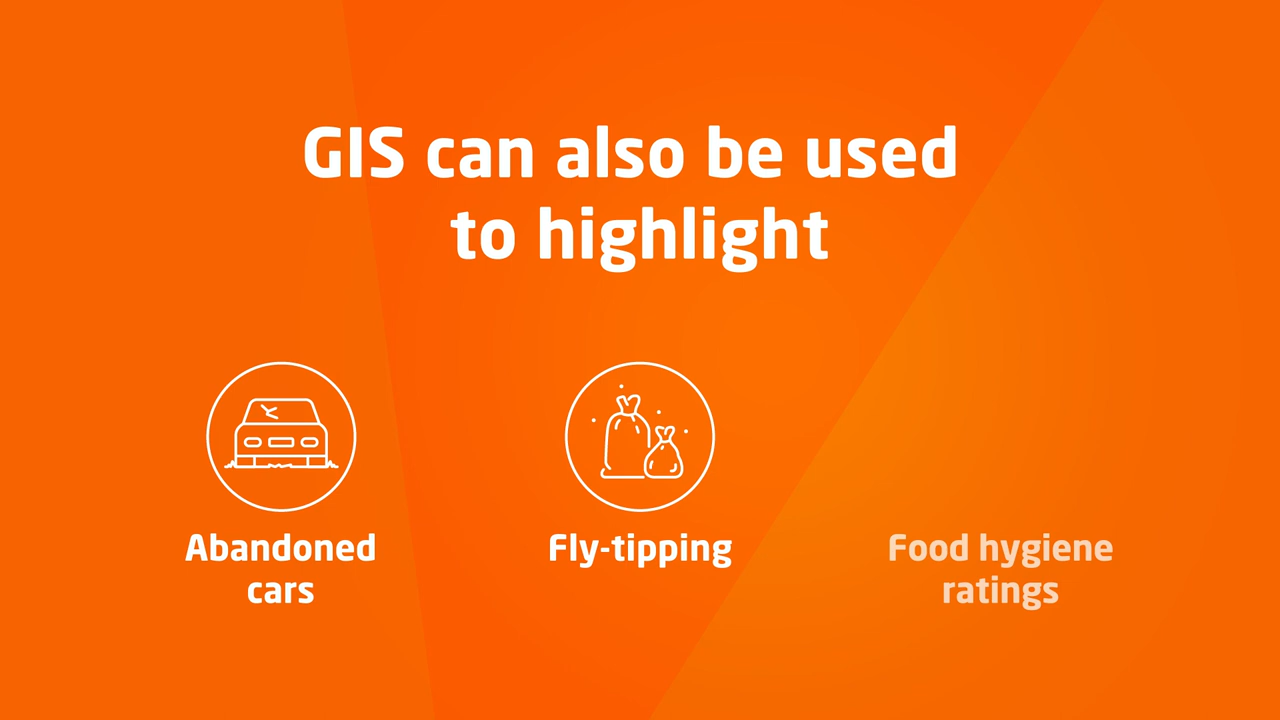 GIS can also be used
to highlight
Abandoned
cars
Fly-tipping
Food hygiene
ratings